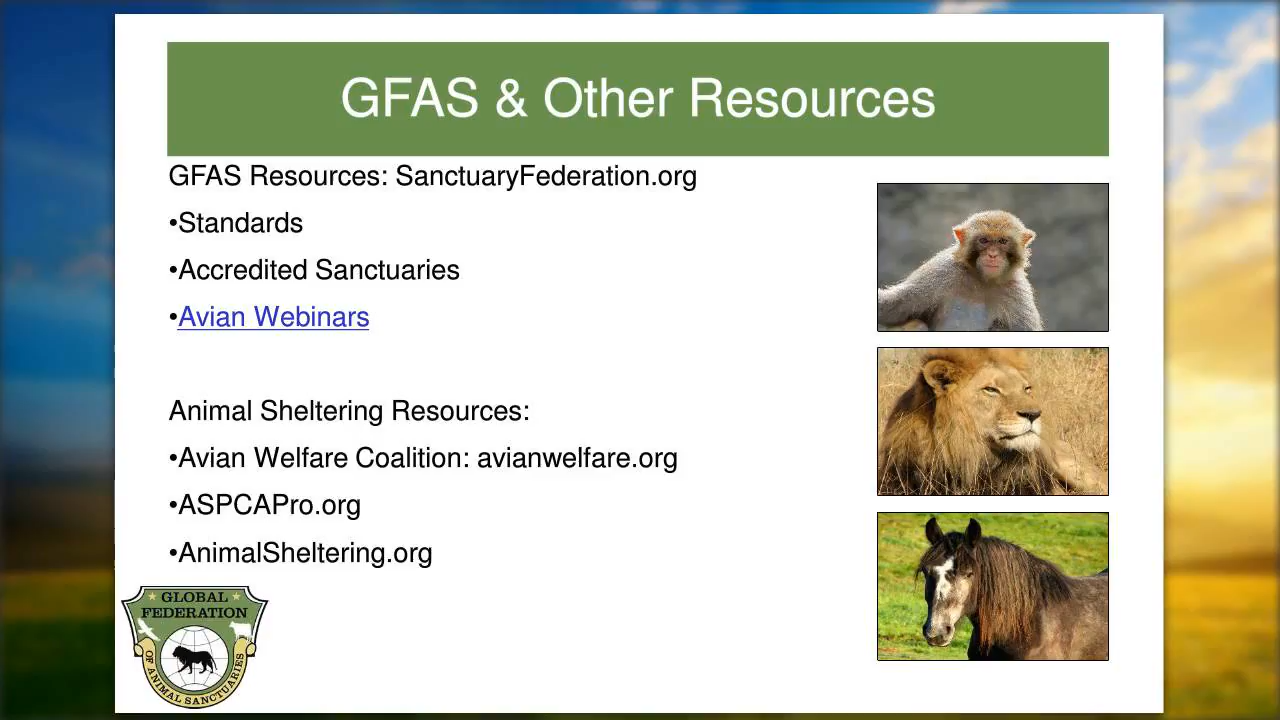 GFAS & Other Resources
GFAS Resources: SanctuaryFederation.org
•Standards
•Accredited Sanctuaries
•Avian Webinars
Animal Sheltering Resources:
•Avian Welfare Coalition: avianwelfare.org
•ASPCAPro.org
•AnimalSheltering.org
GLOBAL
FEDERATION
OF ANIMAL SANCTUARIES